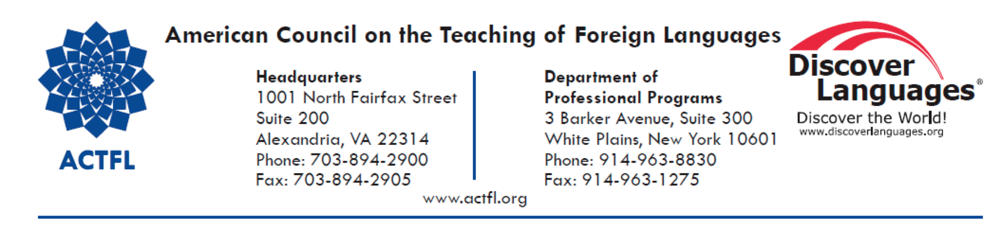 American Council on the Teaching of Foreign Languages
ACTFL
Headquarters
1001 North Fairfax Street
Suite 200
Alexandria, VA 22314
Phone: 703-894-2900
Fax: 703-894-2905
Department of
Professional Programs
3 Barker Avenue, Suite 300
White Plains, New York 10601
Phone: 914-963-8830
Fax: 914-963-1275
www.actfl.org
Discover
Languages®
Discover the World!
www.discoverlanguages.org